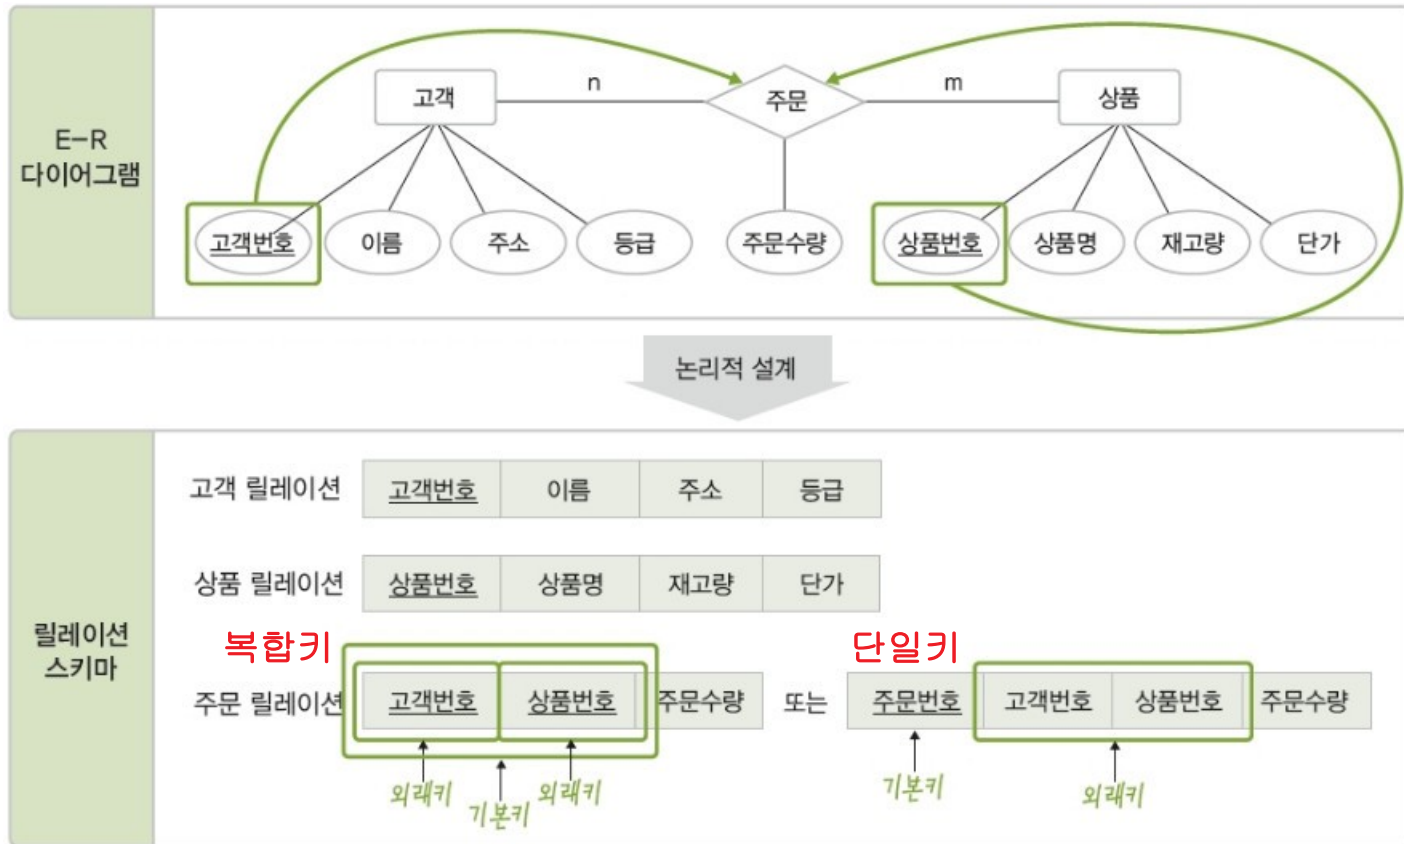 E-R
다이어그램
고객
n
주문
m
상품
고객번호
이름
주소
등급
주문수량
상품번호
상품명
재고량
단가
논리적 설계
릴레이션
스키마
고객 릴레이션 고객번호 이름 주소 등급
상품 릴레이션 상품번호 상품명 재고량 단가
복합키
단일키
주문 릴레이션 고객번호 상품번호 주문수량 또는 주문번호 고객번호 상품번호 주문수량
외래키
기본키
외래키
기본키
외래키